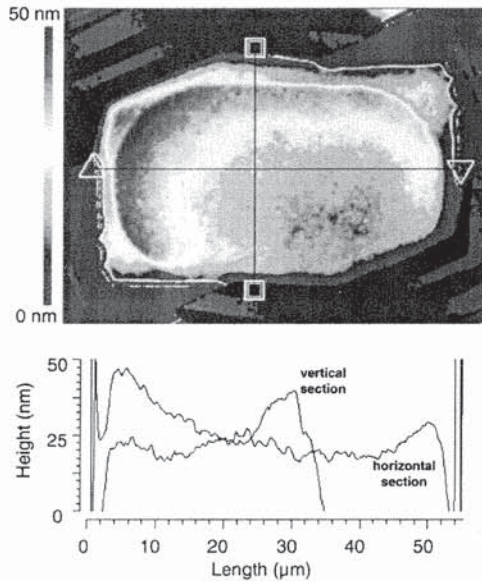 50 nm
0 nm
50
25
0
Height (nm)
vertical
section
horizontal
section
0 10 20 30 40 50
Length (µm)